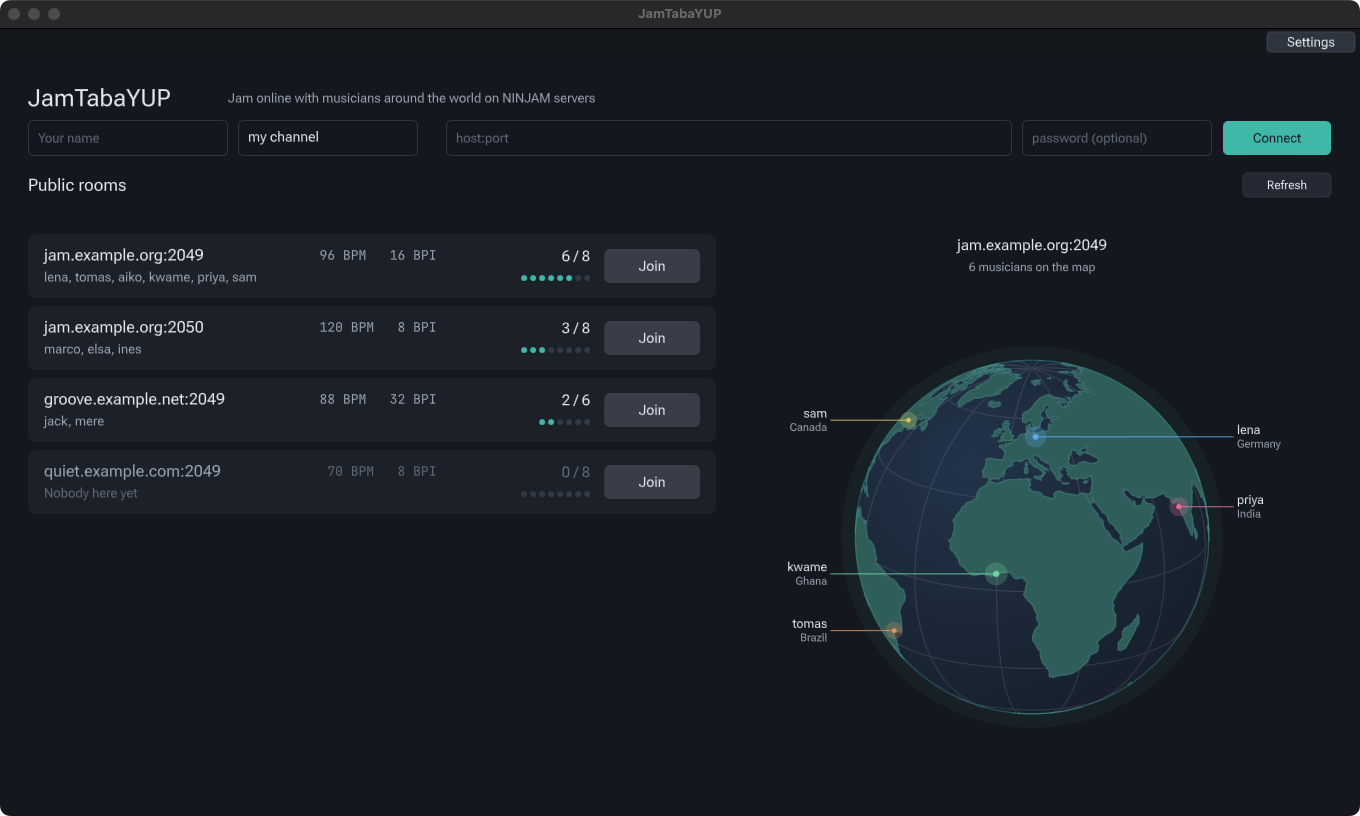 JamTabaYUP
Settings
JamTabaYUP
Jam online with musicians around the world on NINJAM servers
Your name
my channel
host:port
password (optional)
Connect
Public rooms
Refresh
jam.example.org:2049
96 BPM
16 BPI
6 / 8
Join
lena, tomas, aiko, kwame, priya, sam
jam.example.org:2050
120 BPM
8 BPI
3 / 8
Join
marco, elsa, ines
groove.example.net:2049
88 BPM
32 BPI
2 / 6
Join
jack, mere
quiet.example.com:2049
70 BPM
8 BPI
0 / 8
Join
Nobody here yet
jam.example.org:2049
6 musicians on the map
sam
Canada
lena
Germany
priya
India
kwame
Ghana
tomas
Brazil